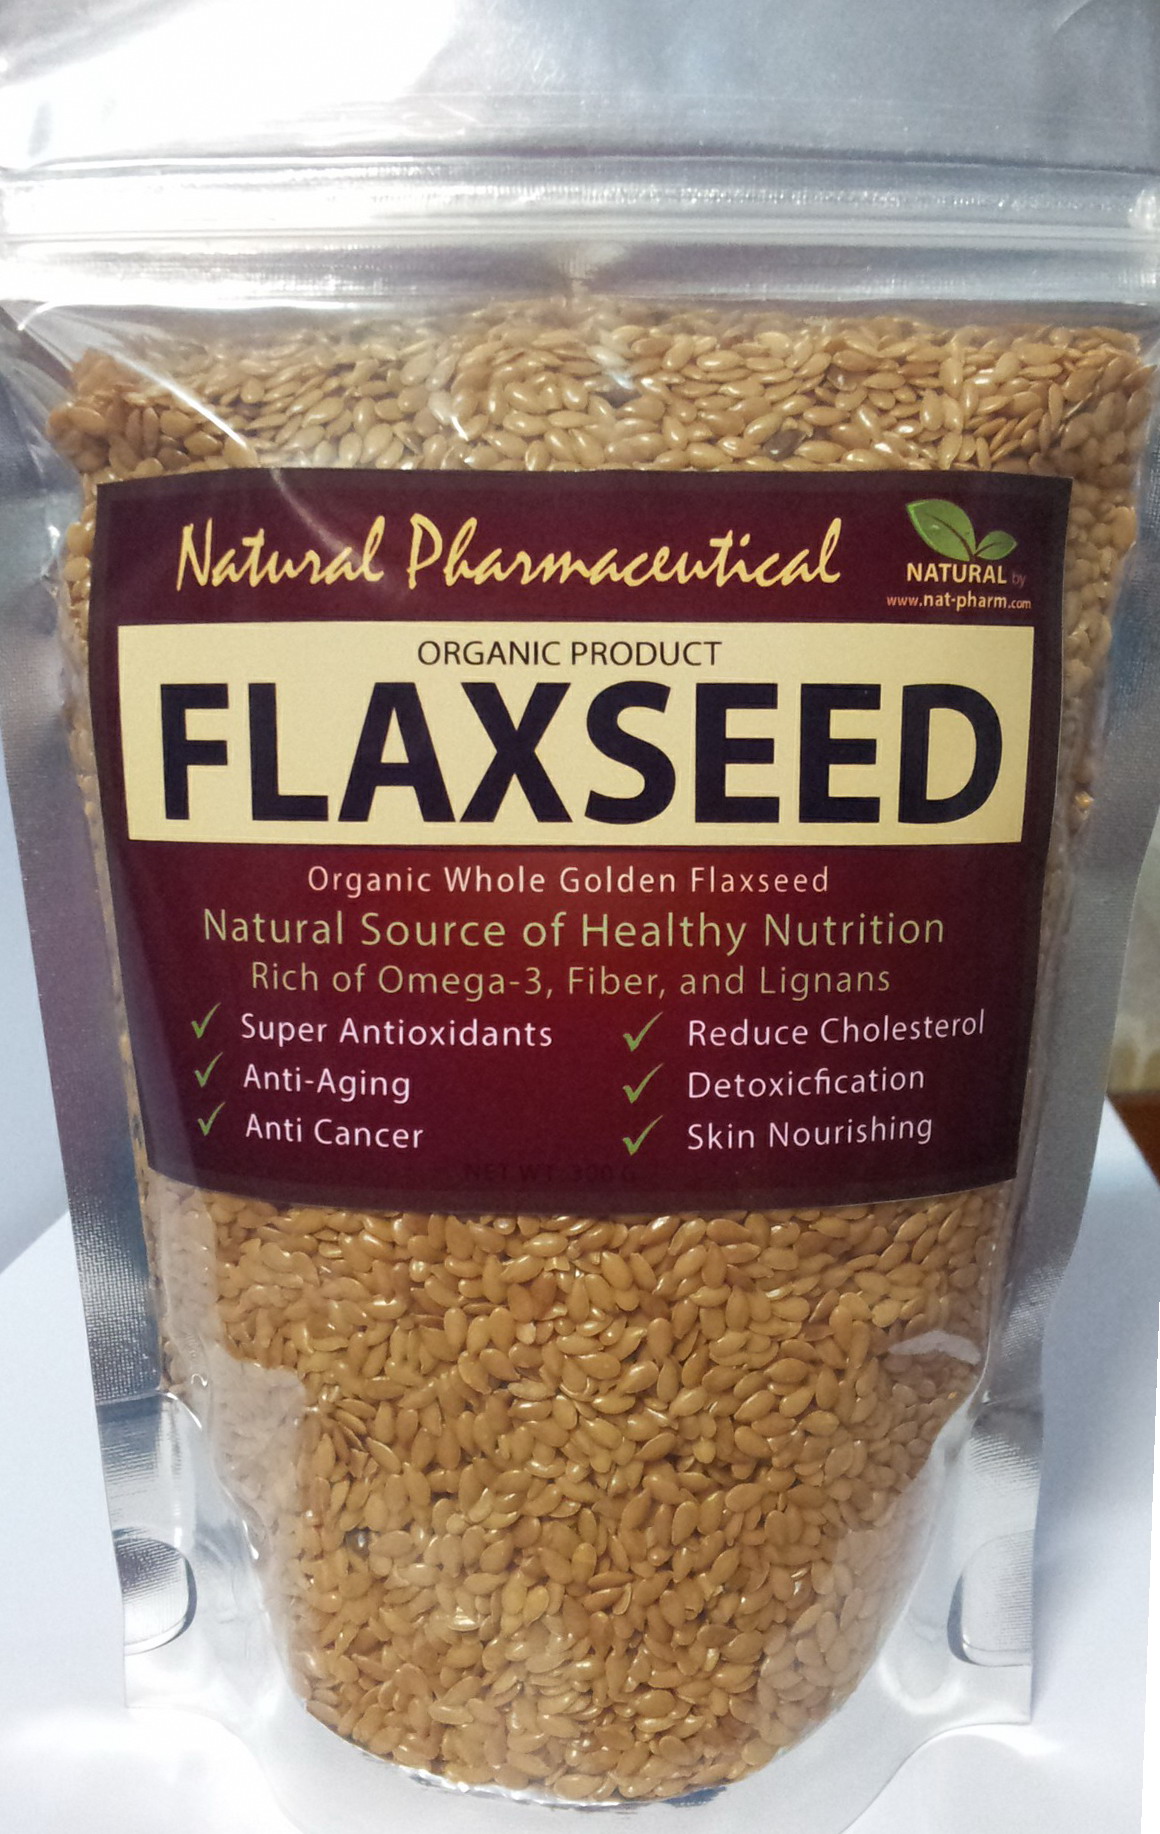 Natural Pharmaceutical
NATURAL by
www.nat-pharm.com
ORGANIC PRODUCT
FLAXSEED
Organic Whole Golden Flaxseed
Natural Source of Healthy Nutrition
Rich of Omega-3, Fiber, and Lignans
✓ Super Antioxidants
✓ Anti-Aging
✓ Anti Cancer
✓ Reduce Cholesterol
✓ Detoxicfication
✓ Skin Nourishing
NET WT. G